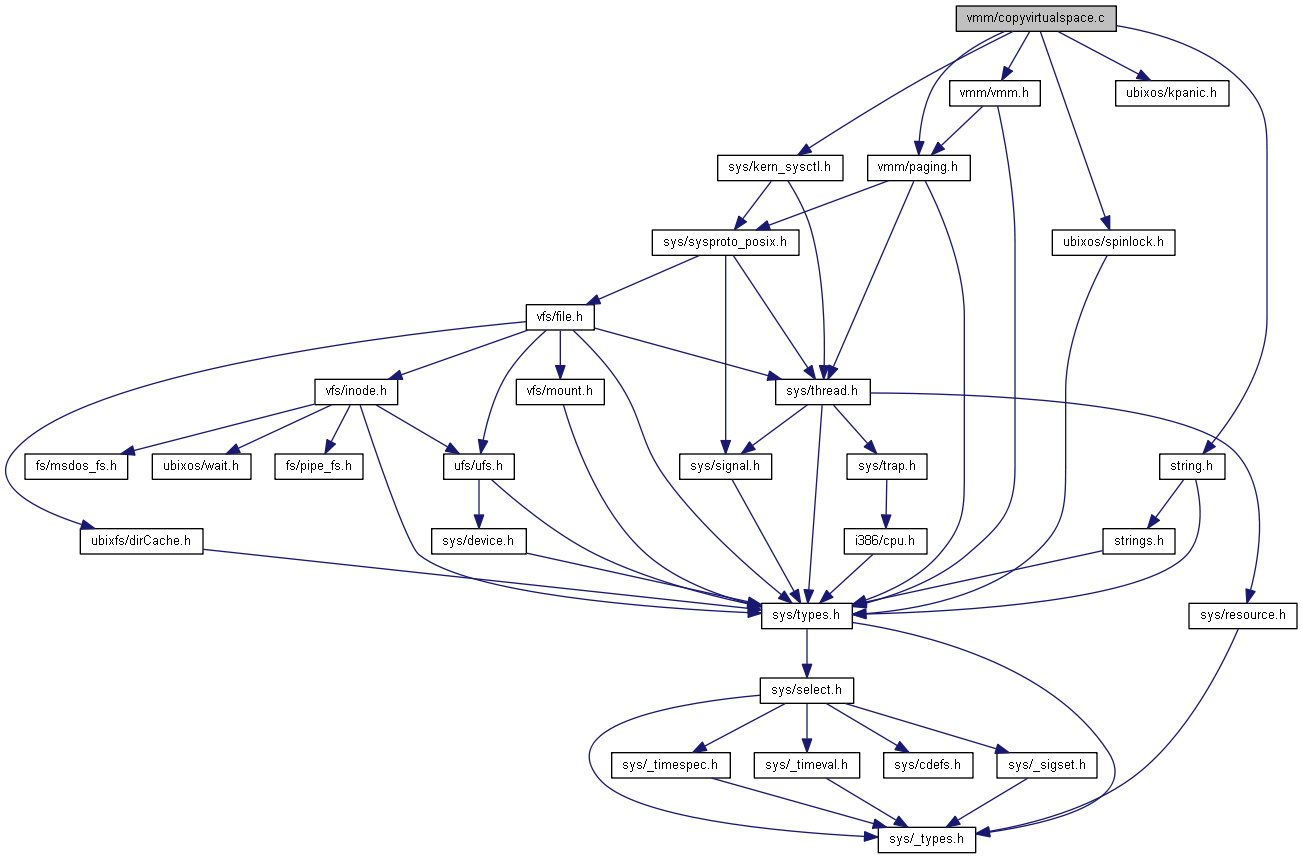 vmm/copyvirtualspace.c
vmm/vmm.h
ubixos/kpanic.h
sys/kern_sysctl.h
vmm/paging.h
sys/sysproto_posix.h
ubixos/spinlock.h
vfs/file.h
vfs/inode.h
vfs/mount.h
sys/thread.h
fs/msdos_fs.h
ubixos/wait.h
fs/pipe_fs.h
ufs/ufs.h
sys/signal.h
sys/trap.h
string.h
ubixfs/dirCache.h
sys/device.h
i386/cpu.h
strings.h
sys/types.h
sys/resource.h
sys/select.h
sys/_timespec.h
sys/_timeval.h
sys/cdefs.h
sys/_sigset.h
sys/_types.h